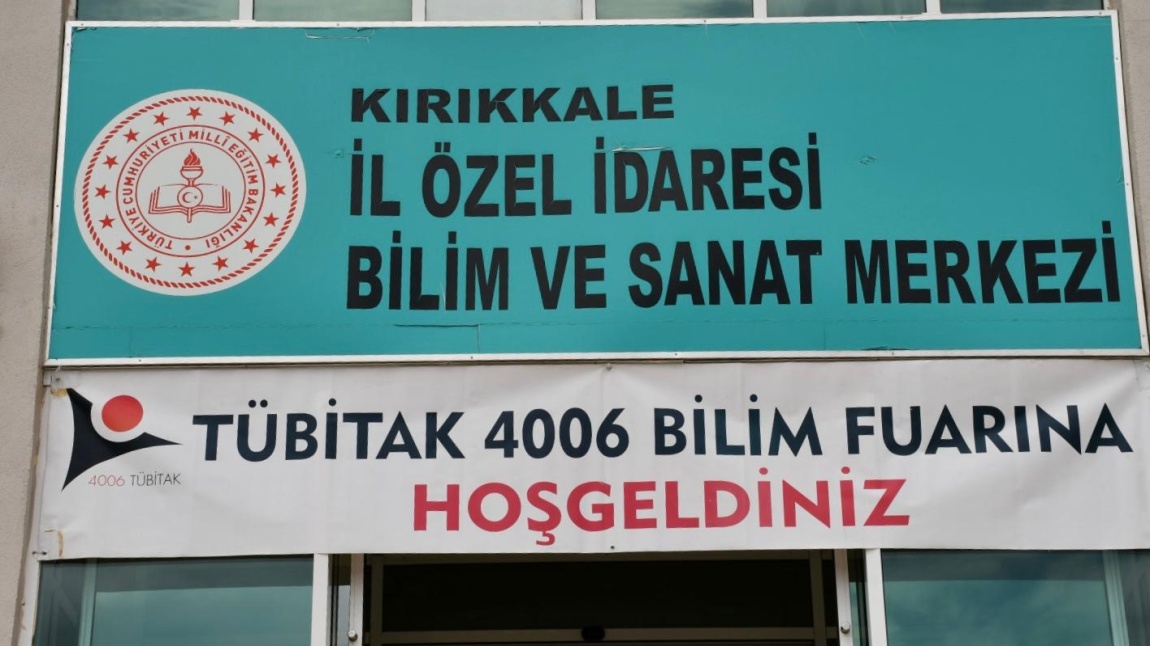 TÜRKİYE CUMHURİYETİ MİLLÎ EĞİTİM BAKANLIĞI
KIRIKKALE
İL ÖZEL İDARESİ
BİLİM VE SANAT MERKEZİ
4006 TÜBİTAK
TÜBİTAK 4006 BİLİM FUARINA
HOŞGELDİNİZ